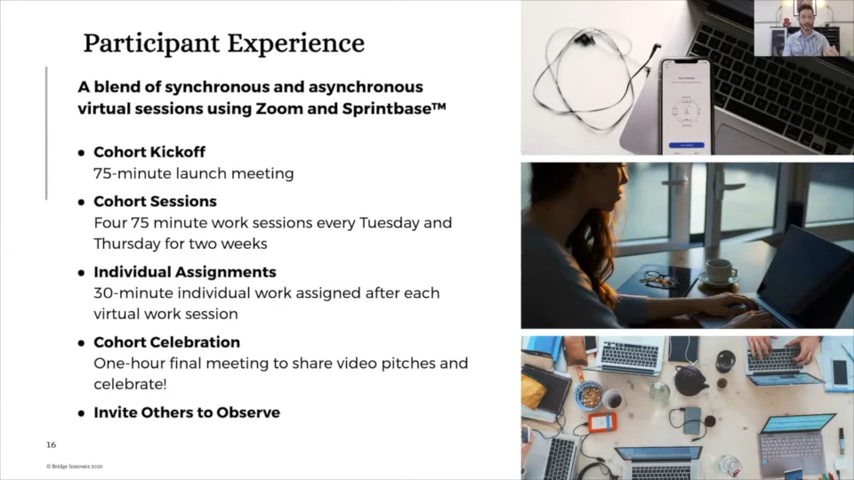 Participant Experience
A blend of synchronous and asynchronous
virtual sessions using Zoom and Sprintbase™
• Cohort Kickoff
75-minute launch meeting
• Cohort Sessions
Four 75 minute work sessions every Tuesday and
Thursday for two weeks
• Individual Assignments
30-minute individual work assigned after each
virtual work session
• Cohort Celebration
One-hour final meeting to share video pitches and
celebrate!
• Invite Others to Observe
16
© Bridge Innovate 2020